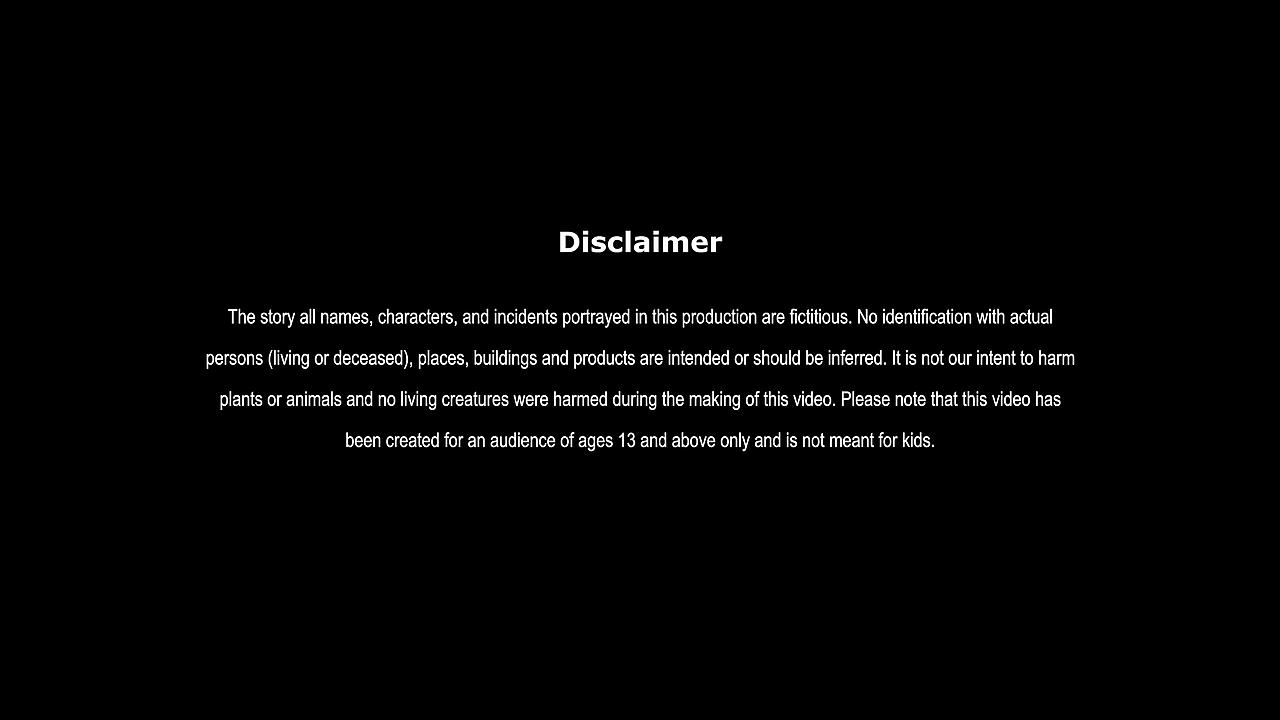 Disclaimer
The story all names, characters, and incidents portrayed in this production are fictitious. No identification with actual
persons (living or deceased), places, buildings and products are intended or should be inferred. It is not our intent to harm
plants or animals and no living creatures were harmed during the making of this video. Please note that this video has
been created for an audience of ages 13 and above only and is not meant for kids.